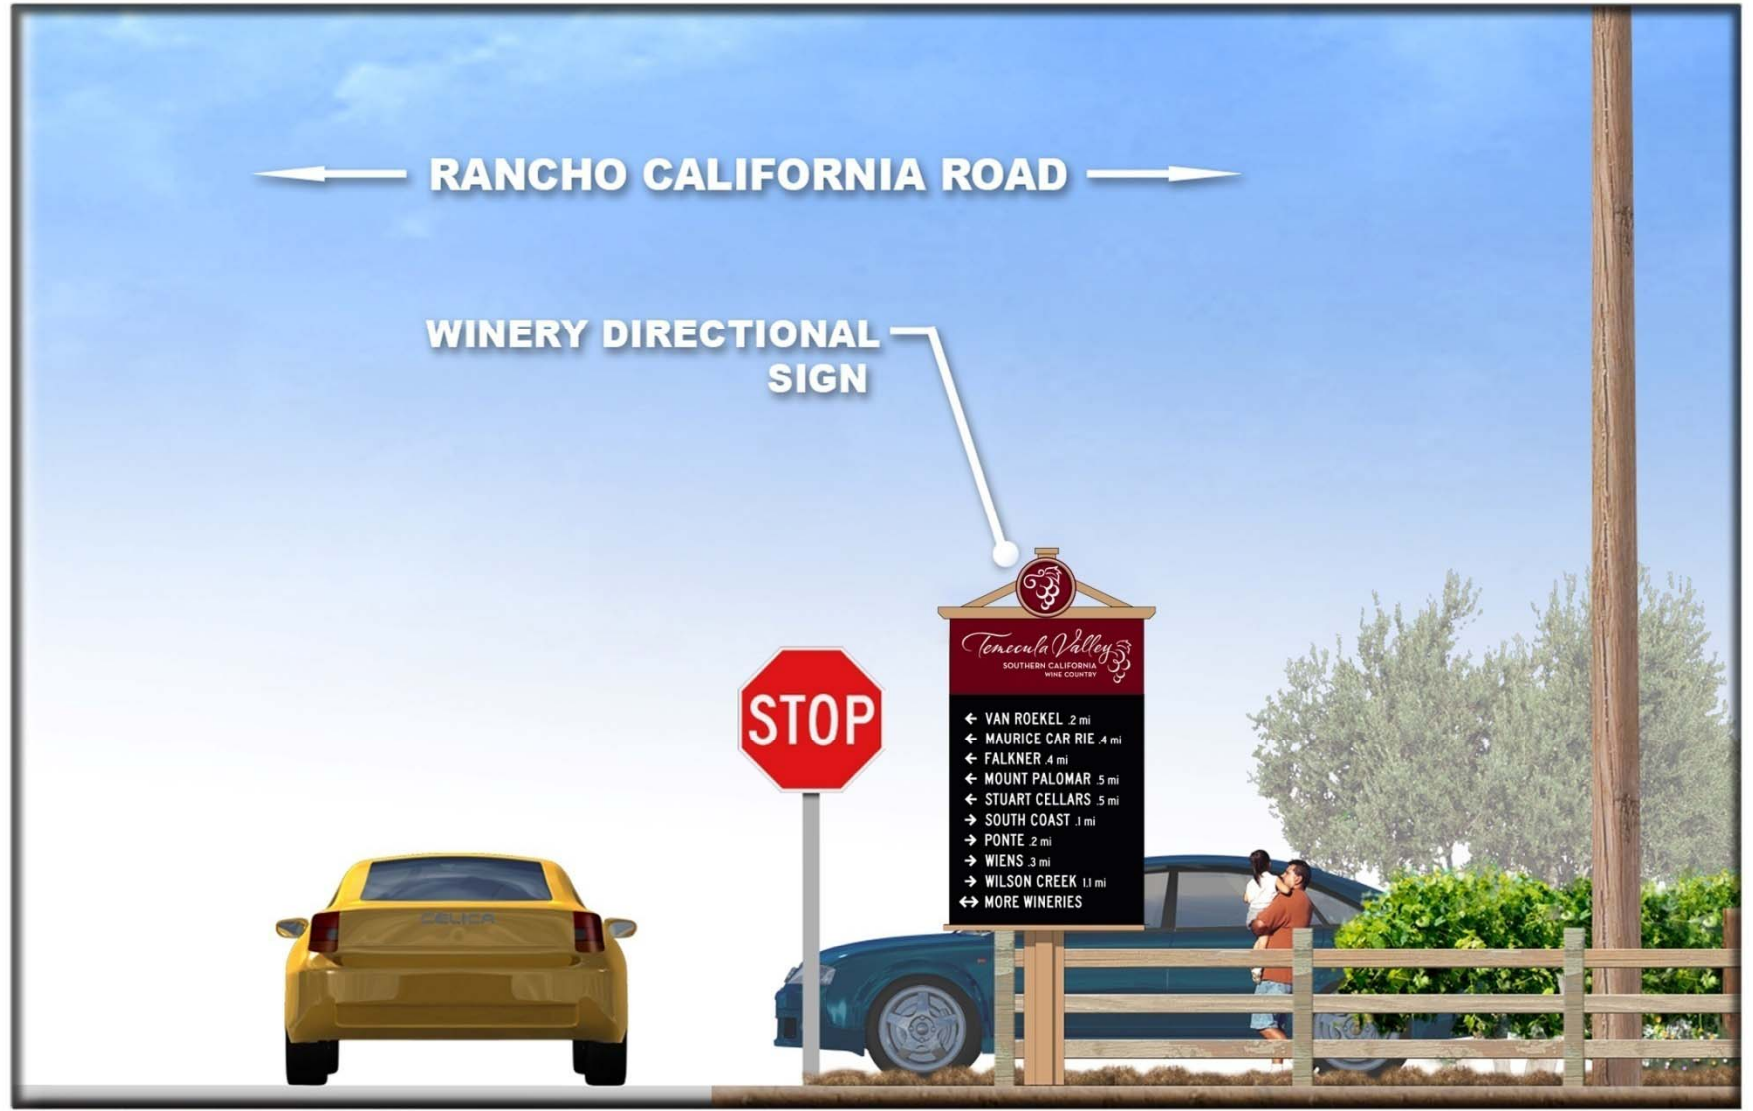 RANCHO CALIFORNIA ROAD
WINERY DIRECTIONAL
SIGN
Temecula Valley
SOUTHERN CALIFORNIA
WINE COUNTRY
STOP
← VAN ROEKEL .2 mi
← MAURICE CAR RIE .4 mi
← FALKNER .4 mi
← MOUNT PALOMAR .5 mi
← STUART CELLARS .5 mi
→ SOUTH COAST .1 mi
→ PONTE .2 mi
→ WIENS .3 mi
→ WILSON CREEK 1.1 mi
↔ MORE WINERIES
CELICA